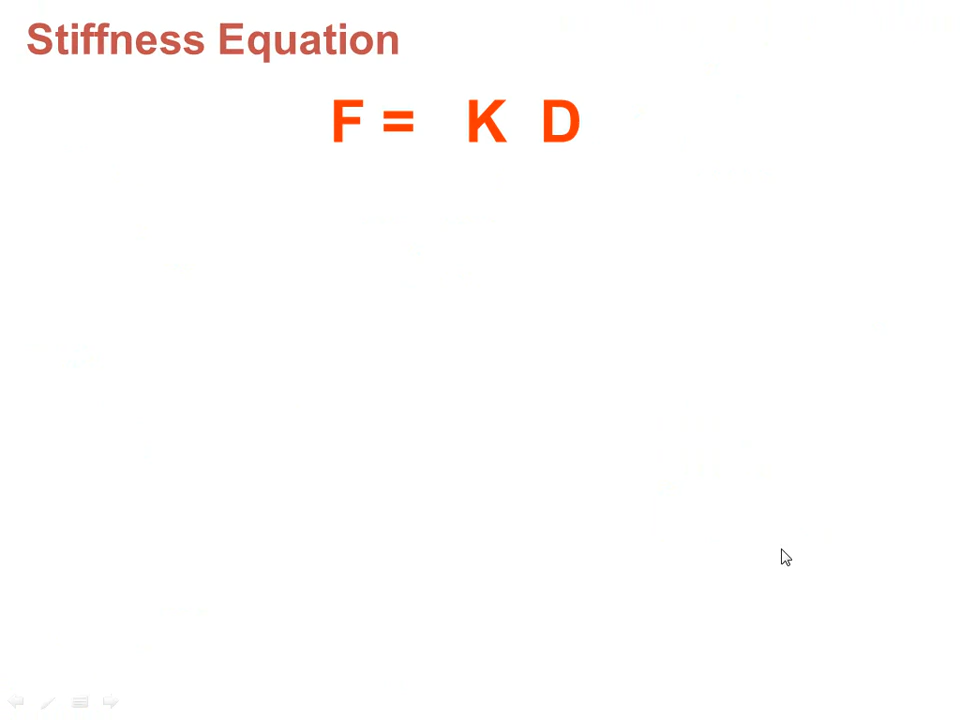 Stiffness Equation
F = K D